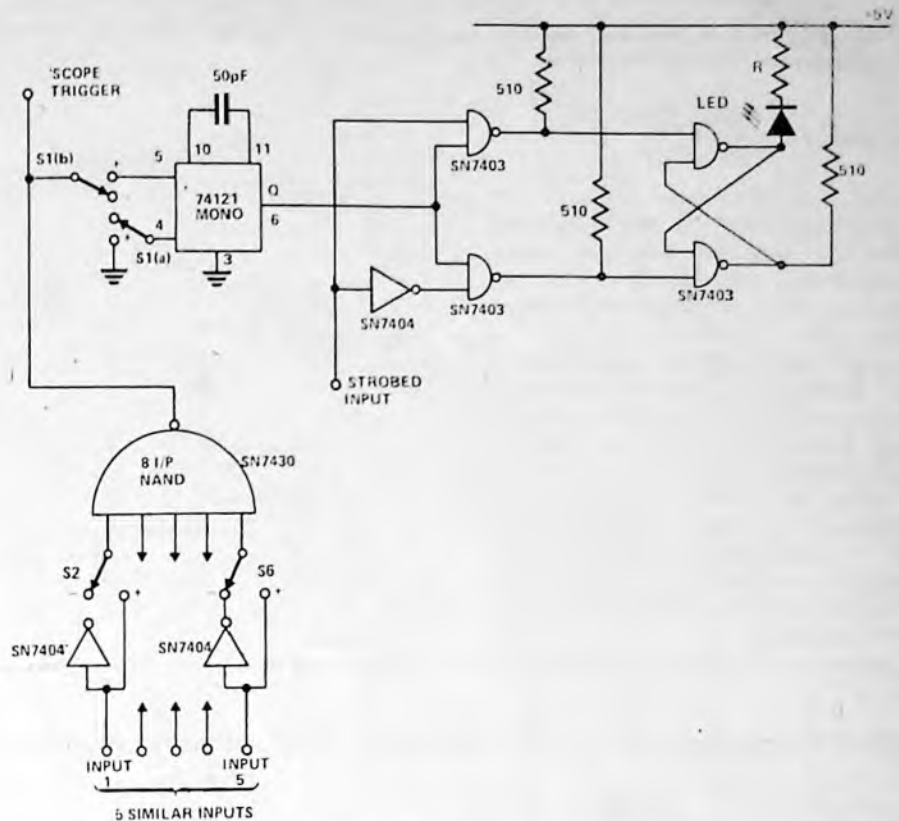 +5V
'SCOPE
TRIGGER
50pF
510
R
LED
S1(b)
+
-
5
10
11
SN7403
74121
MONO
Q
6
510
510
-
+
4
S1(a)
3
SN7404
SN7403
SN7403
STROBED
INPUT
8 I/P
NAND
SN7430
S2
-
+
S6
-
+
SN7404
SN7404
INPUT
1
INPUT
5
5 SIMILAR INPUTS